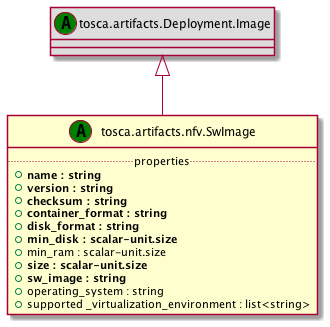 A tosca.artifacts.Deployment.Image
A tosca.artifacts.nfv.SwImage
properties
name : string
version : string
checksum : string
container_format : string
disk_format : string
min_disk : scalar-unit.size
min_ram : scalar-unit.size
size : scalar-unit.size
sw_image : string
operating_system : string
supported _virtualization_environment : list<string>